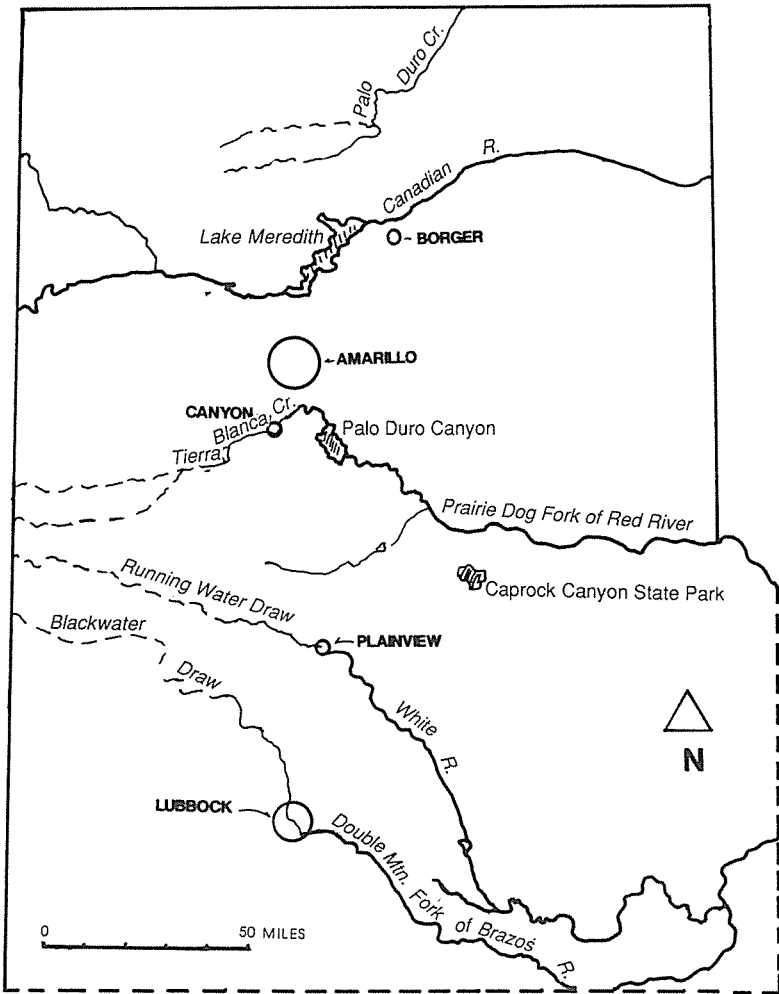 Palo Duro Cr.
Canadian R.
Lake Meredith
BORGER
AMARILLO
CANYON
Tierra Blanca Cr.
Palo Duro Canyon
Prairie Dog Fork of Red River
Running Water Draw
Caprock Canyon State Park
Blackwater Draw
PLAINVIEW
White R.
N
LUBBOCK
Double Mtn. Fork of Brazos R.
0 50 MILES